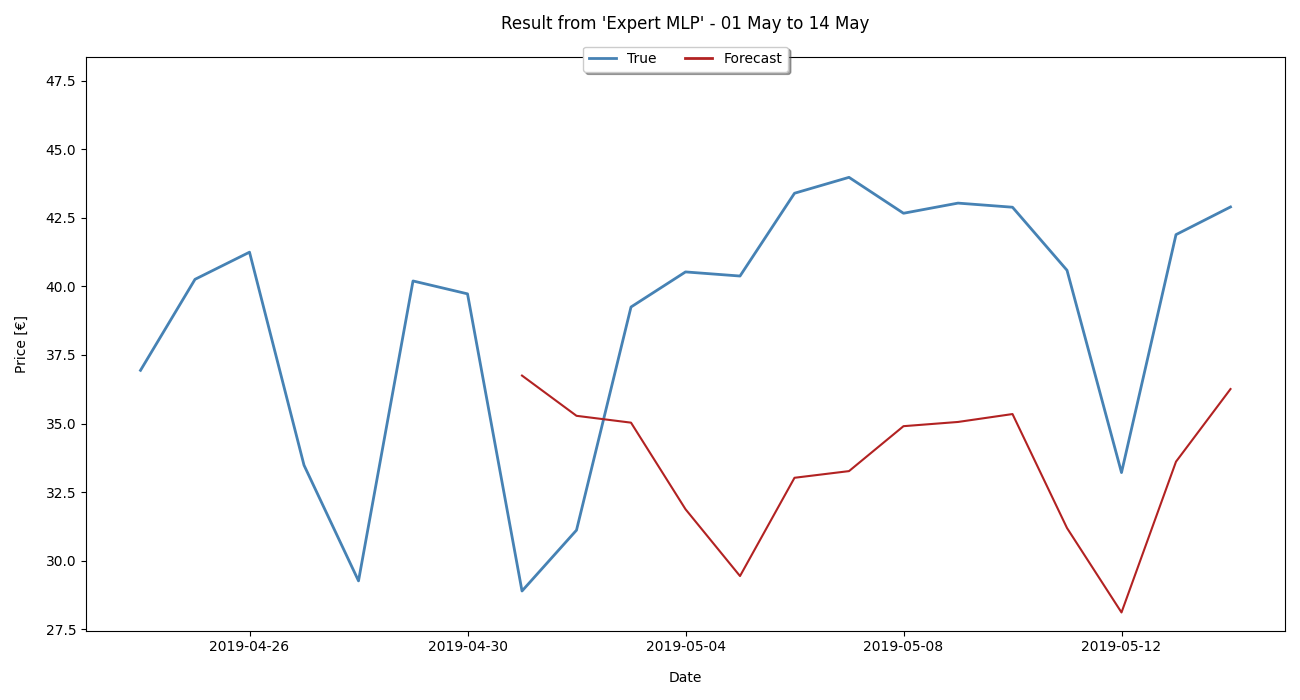 Result from 'Expert MLP' - 01 May to 14 May
True Forecast
47.5
45.0
42.5
40.0
37.5
35.0
32.5
30.0
27.5
Price [€]
2019-04-26 2019-04-30 2019-05-04 2019-05-08 2019-05-12
Date